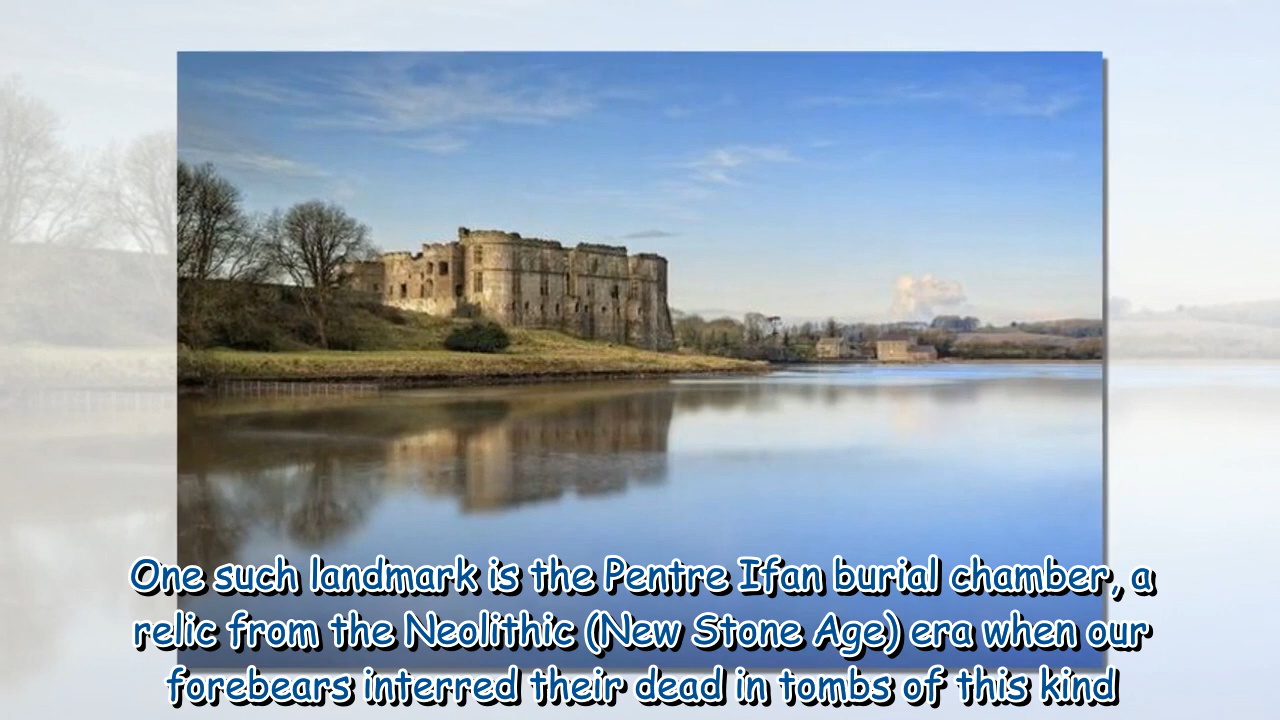 One such landmark is the Pentre Ifan burial chamber, a
relic from the Neolithic (New Stone Age) era when our
forebears interred their dead in tombs of this kind